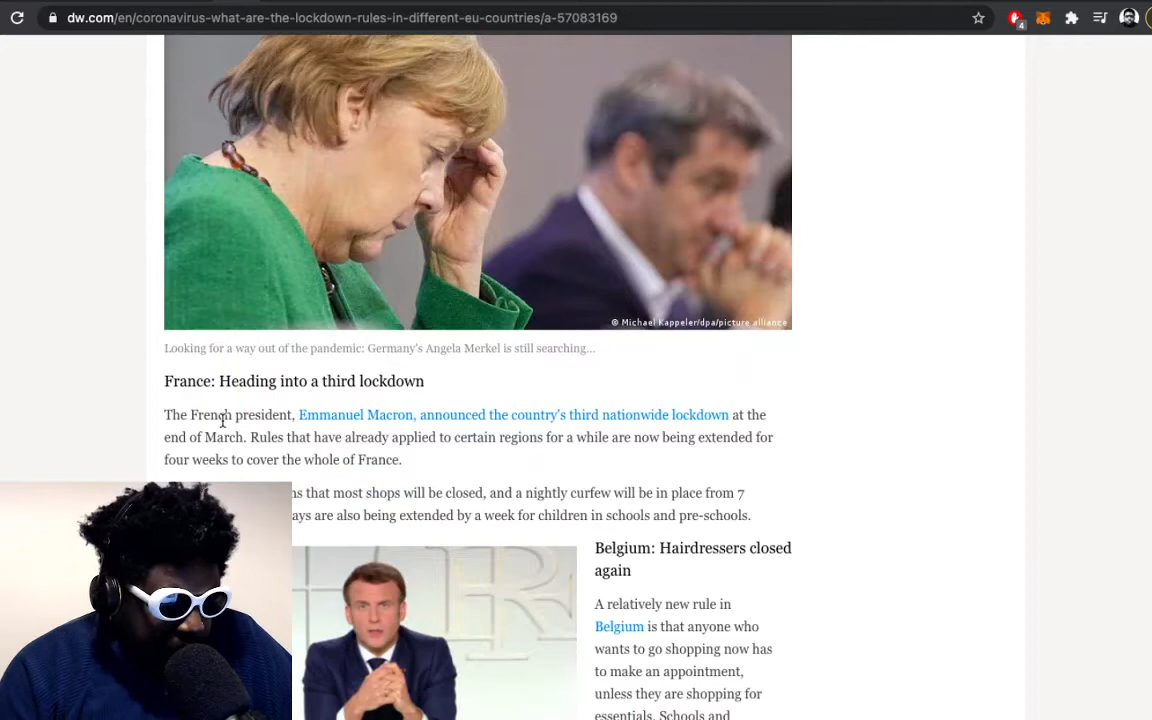 dw.com/en/coronavirus-what-are-the-lockdown-rules-in-different-eu-countries/a-57083169
4
© Michael Kappeler/dpa/picture alliance
Looking for a way out of the pandemic: Germany's Angela Merkel is still searching...
France: Heading into a third lockdown
The French president, Emmanuel Macron, announced the country's third nationwide lockdown at the
end of March. Rules that have already applied to certain regions for a while are now being extended for
four weeks to cover the whole of France.
that most shops will be closed, and a nightly curfew will be in place from 7
are also being extended by a week for children in schools and pre-schools.
Belgium: Hairdressers closed
again
A relatively new rule in
Belgium is that anyone who
wants to go shopping now has
to make an appointment,
unless they are shopping for
essentials. Schools and